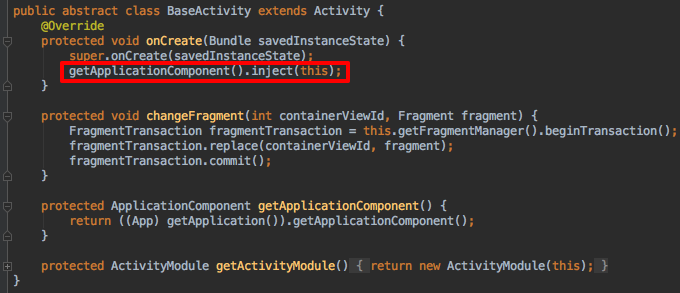 public abstract class BaseActivity extends Activity {
    @Override
    protected void onCreate(Bundle savedInstanceState) {
        super.onCreate(savedInstanceState);
        getApplicationComponent().inject(this);
    }
    protected void changeFragment(int containerViewId, Fragment fragment) {
        FragmentTransaction fragmentTransaction = this.getFragmentManager().beginTransaction();
        fragmentTransaction.replace(containerViewId, fragment);
        fragmentTransaction.commit();
    }
    protected ApplicationComponent getApplicationComponent() {
        return ((App) getApplication()).getApplicationComponent();
    }
    protected ActivityModule getActivityModule() { return new ActivityModule(this); }
}